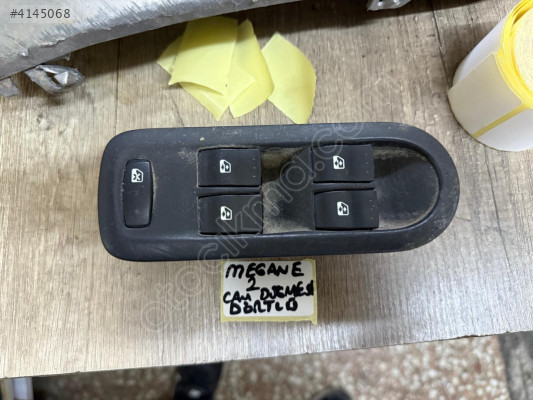 #4145068
MEGANE
2
CAM DÜĞMESİ
DÖRTLÜ